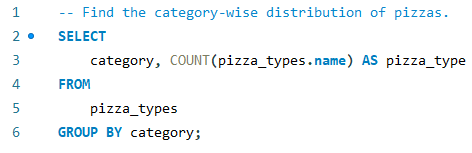 1 -- Find the category-wise distribution of pizzas.
2 SELECT
3 category, COUNT(pizza_types.name) AS pizza_type
4 FROM
5 pizza_types
6 GROUP BY category;